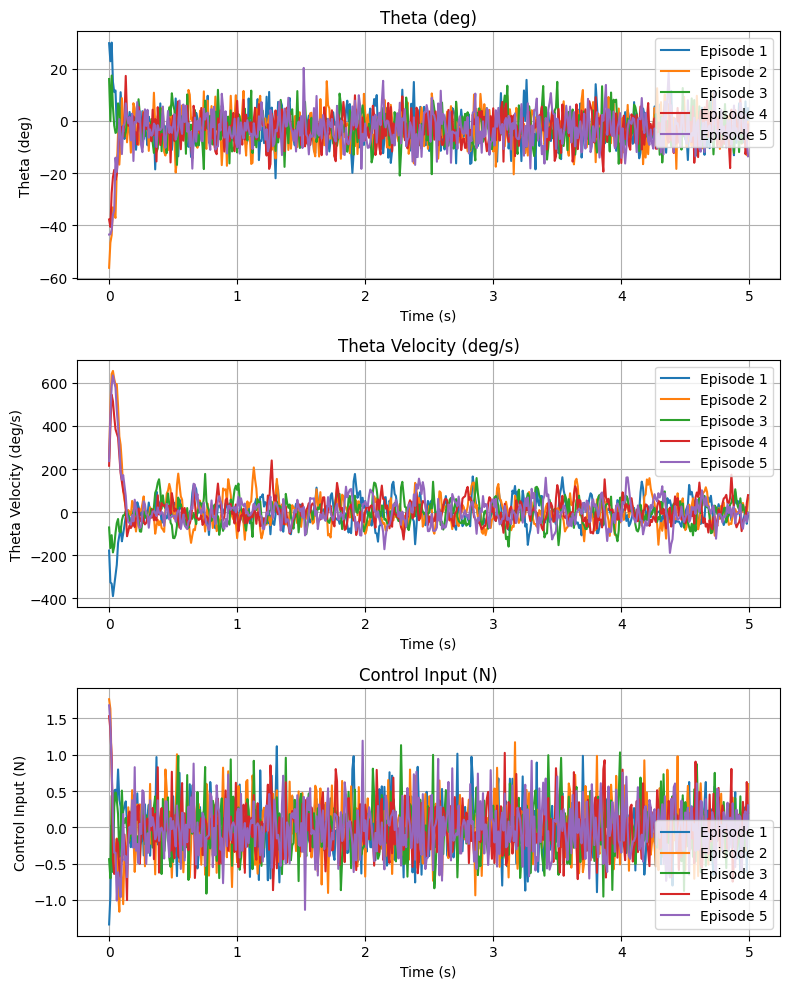 Theta (deg)
Theta (deg)
20
0
−20
−40
−60
0 1 2 3 4 5
Time (s)
Episode 1
Episode 2
Episode 3
Episode 4
Episode 5
Theta Velocity (deg/s)
Theta Velocity (deg/s)
600
400
200
0
−200
−400
0 1 2 3 4 5
Time (s)
Episode 1
Episode 2
Episode 3
Episode 4
Episode 5
Control Input (N)
Control Input (N)
1.5
1.0
0.5
0.0
−0.5
−1.0
0 1 2 3 4 5
Time (s)
Episode 1
Episode 2
Episode 3
Episode 4
Episode 5